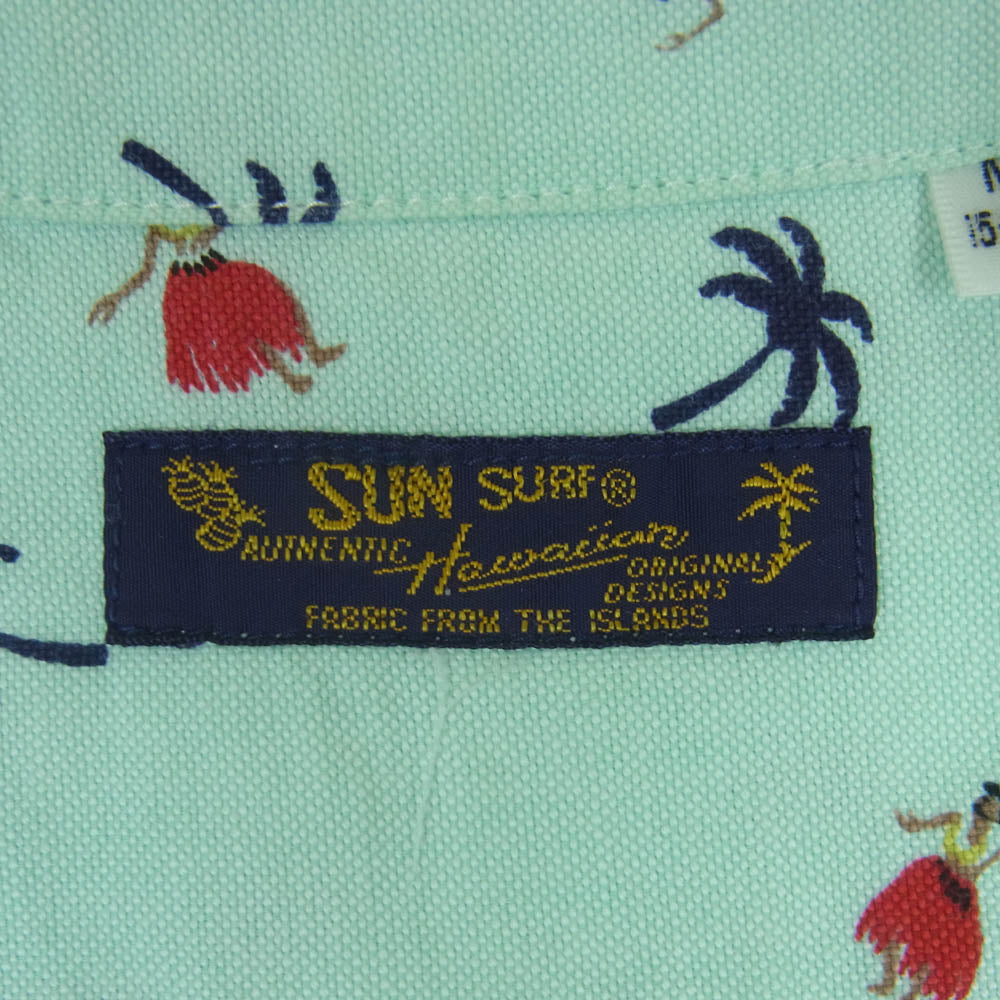 SUN SURF®
AUTHENTIC Hawaiian ORIGINAL
DESIGNS
FABRIC FROM THE ISLANDS